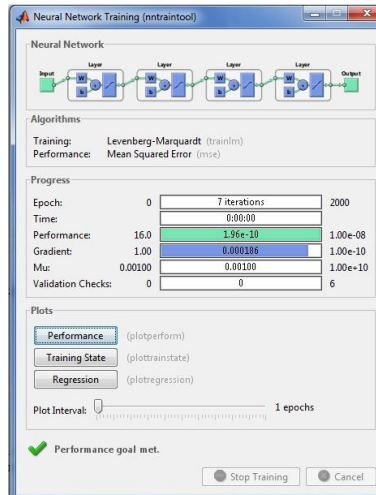 Neural Network Training (nntraintool)
Neural Network
Layer Layer Layer Layer
Input W b + W b + W b + W b + Output
Algorithms
Training: Levenberg-Marquardt (trainlm)
Performance: Mean Squared Error (mse)
Progress
Epoch: 0 7 iterations 2000
Time: 0:00:00
Performance: 16.0 1.96e-10 1.00e-08
Gradient: 1.00 0.000186 1.00e-10
Mu: 0.00100 0.00100 1.00e+10
Validation Checks: 0 0 6
Plots
Performance (plotperform)
Training State (plottrainstate)
Regression (plotregression)
Plot Interval: 1 epochs
Performance goal met.
Stop Training Cancel